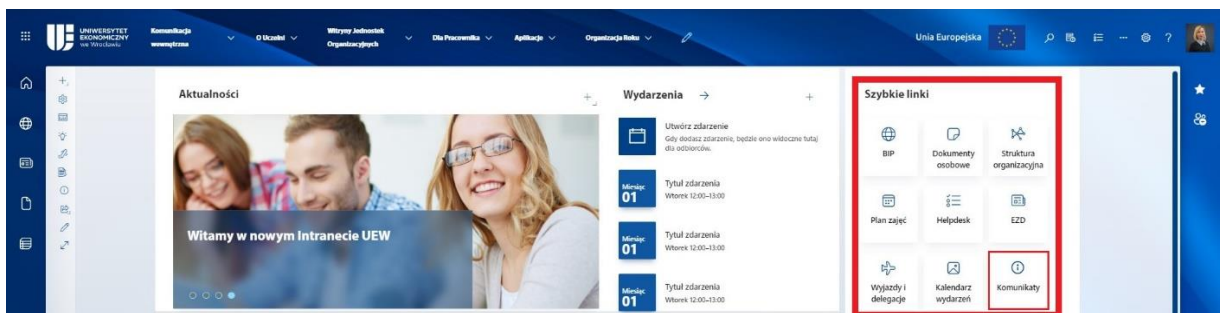 UNIWERSYTET
EKONOMICZNY
we Wrocławiu
Komunikacja
wewnętrzna
O Uczelni
Witryny Jednostek
Organizacyjnych
Dla Pracownika
Aplikacje
Organizacja Roku
Unia Europejska
Aktualności
Witamy w nowym Intranecie UEW
Wydarzenia
Utwórz zdarzenie
Gdy dodasz zdarzenie, będzie ono widoczne tutaj
dla odbiorców.
Miesiąc
01
Tytuł zdarzenia
Wtorek 12:00–13:00
Miesiąc
01
Tytuł zdarzenia
Wtorek 12:00–13:00
Miesiąc
01
Tytuł zdarzenia
Wtorek 12:00–13:00
Szybkie linki
BIP
Dokumenty
osobowe
Struktura
organizacyjna
Plan zajęć
Helpdesk
EZD
Wyjazdy i
delegacje
Kalendarz
wydarzeń
Komunikaty